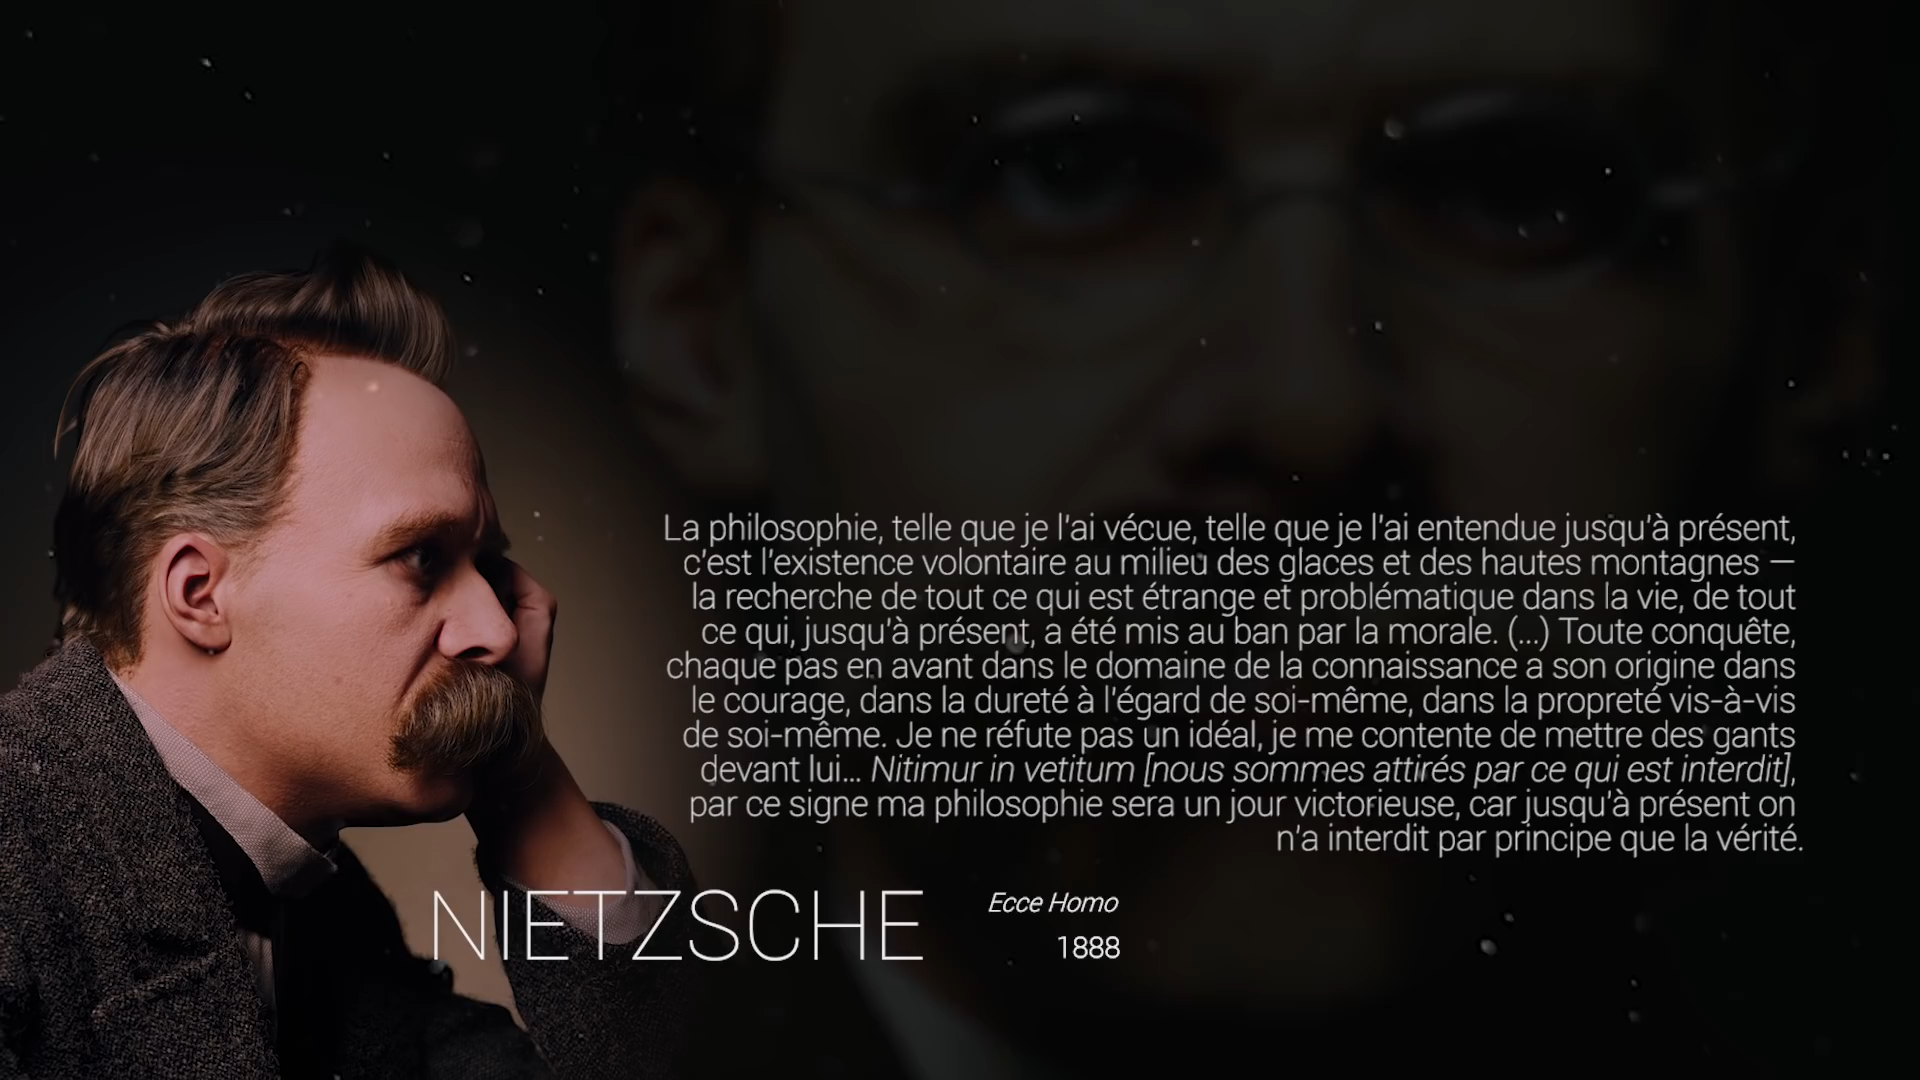 La philosophie, telle que je l'ai vécue, telle que je l'ai entendue jusqu'à présent,
c'est l'existence volontaire au milieu des glaces et des hautes montagnes —
la recherche de tout ce qui est étrange et problématique dans la vie, de tout
ce qui, jusqu'à présent, a été mis au ban par la morale. (...) Toute conquête,
chaque pas en avant dans le domaine de la connaissance a son origine dans
le courage, dans la dureté à l'égard de soi-même, dans la propreté vis-à-vis
de soi-même. Je ne réfute pas un idéal, je me contente de mettre des gants
devant lui... Nitimur in vetitum [nous sommes attirés par ce qui est interdit],
par ce signe ma philosophie sera un jour victorieuse, car jusqu'à présent on
n'a interdit par principe que la vérité.
NIETZSCHE
Ecce Homo
1888